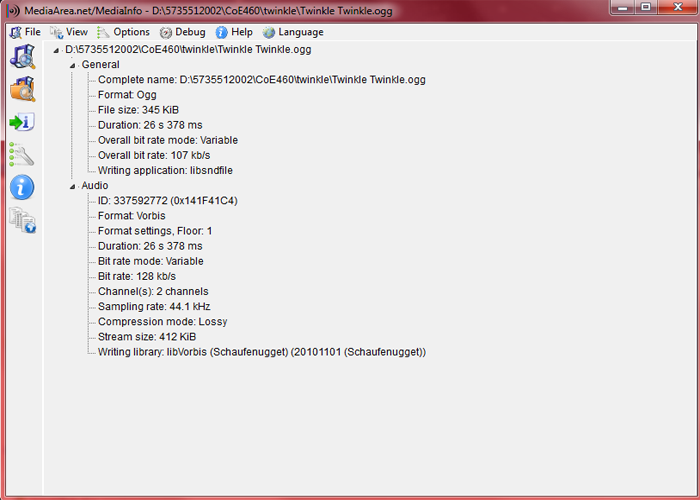 MediaArea.net/MediaInfo - D:\5735512002\CoE460\twinkle\Twinkle Twinkle.ogg
File View Options Debug Help Language
D:\5735512002\CoE460\twinkle\Twinkle Twinkle.ogg
General
Complete name: D:\5735512002\CoE460\twinkle\Twinkle Twinkle.ogg
Format: Ogg
File size: 345 KiB
Duration: 26 s 378 ms
Overall bit rate mode: Variable
Overall bit rate: 107 kb/s
Writing application: libsndfile
Audio
ID: 337592772 (0x141F41C4)
Format: Vorbis
Format settings, Floor: 1
Duration: 26 s 378 ms
Bit rate mode: Variable
Bit rate: 128 kb/s
Channel(s): 2 channels
Sampling rate: 44.1 kHz
Compression mode: Lossy
Stream size: 412 KiB
Writing library: libVorbis (Schaufenugget) (20101101 (Schaufenugget))